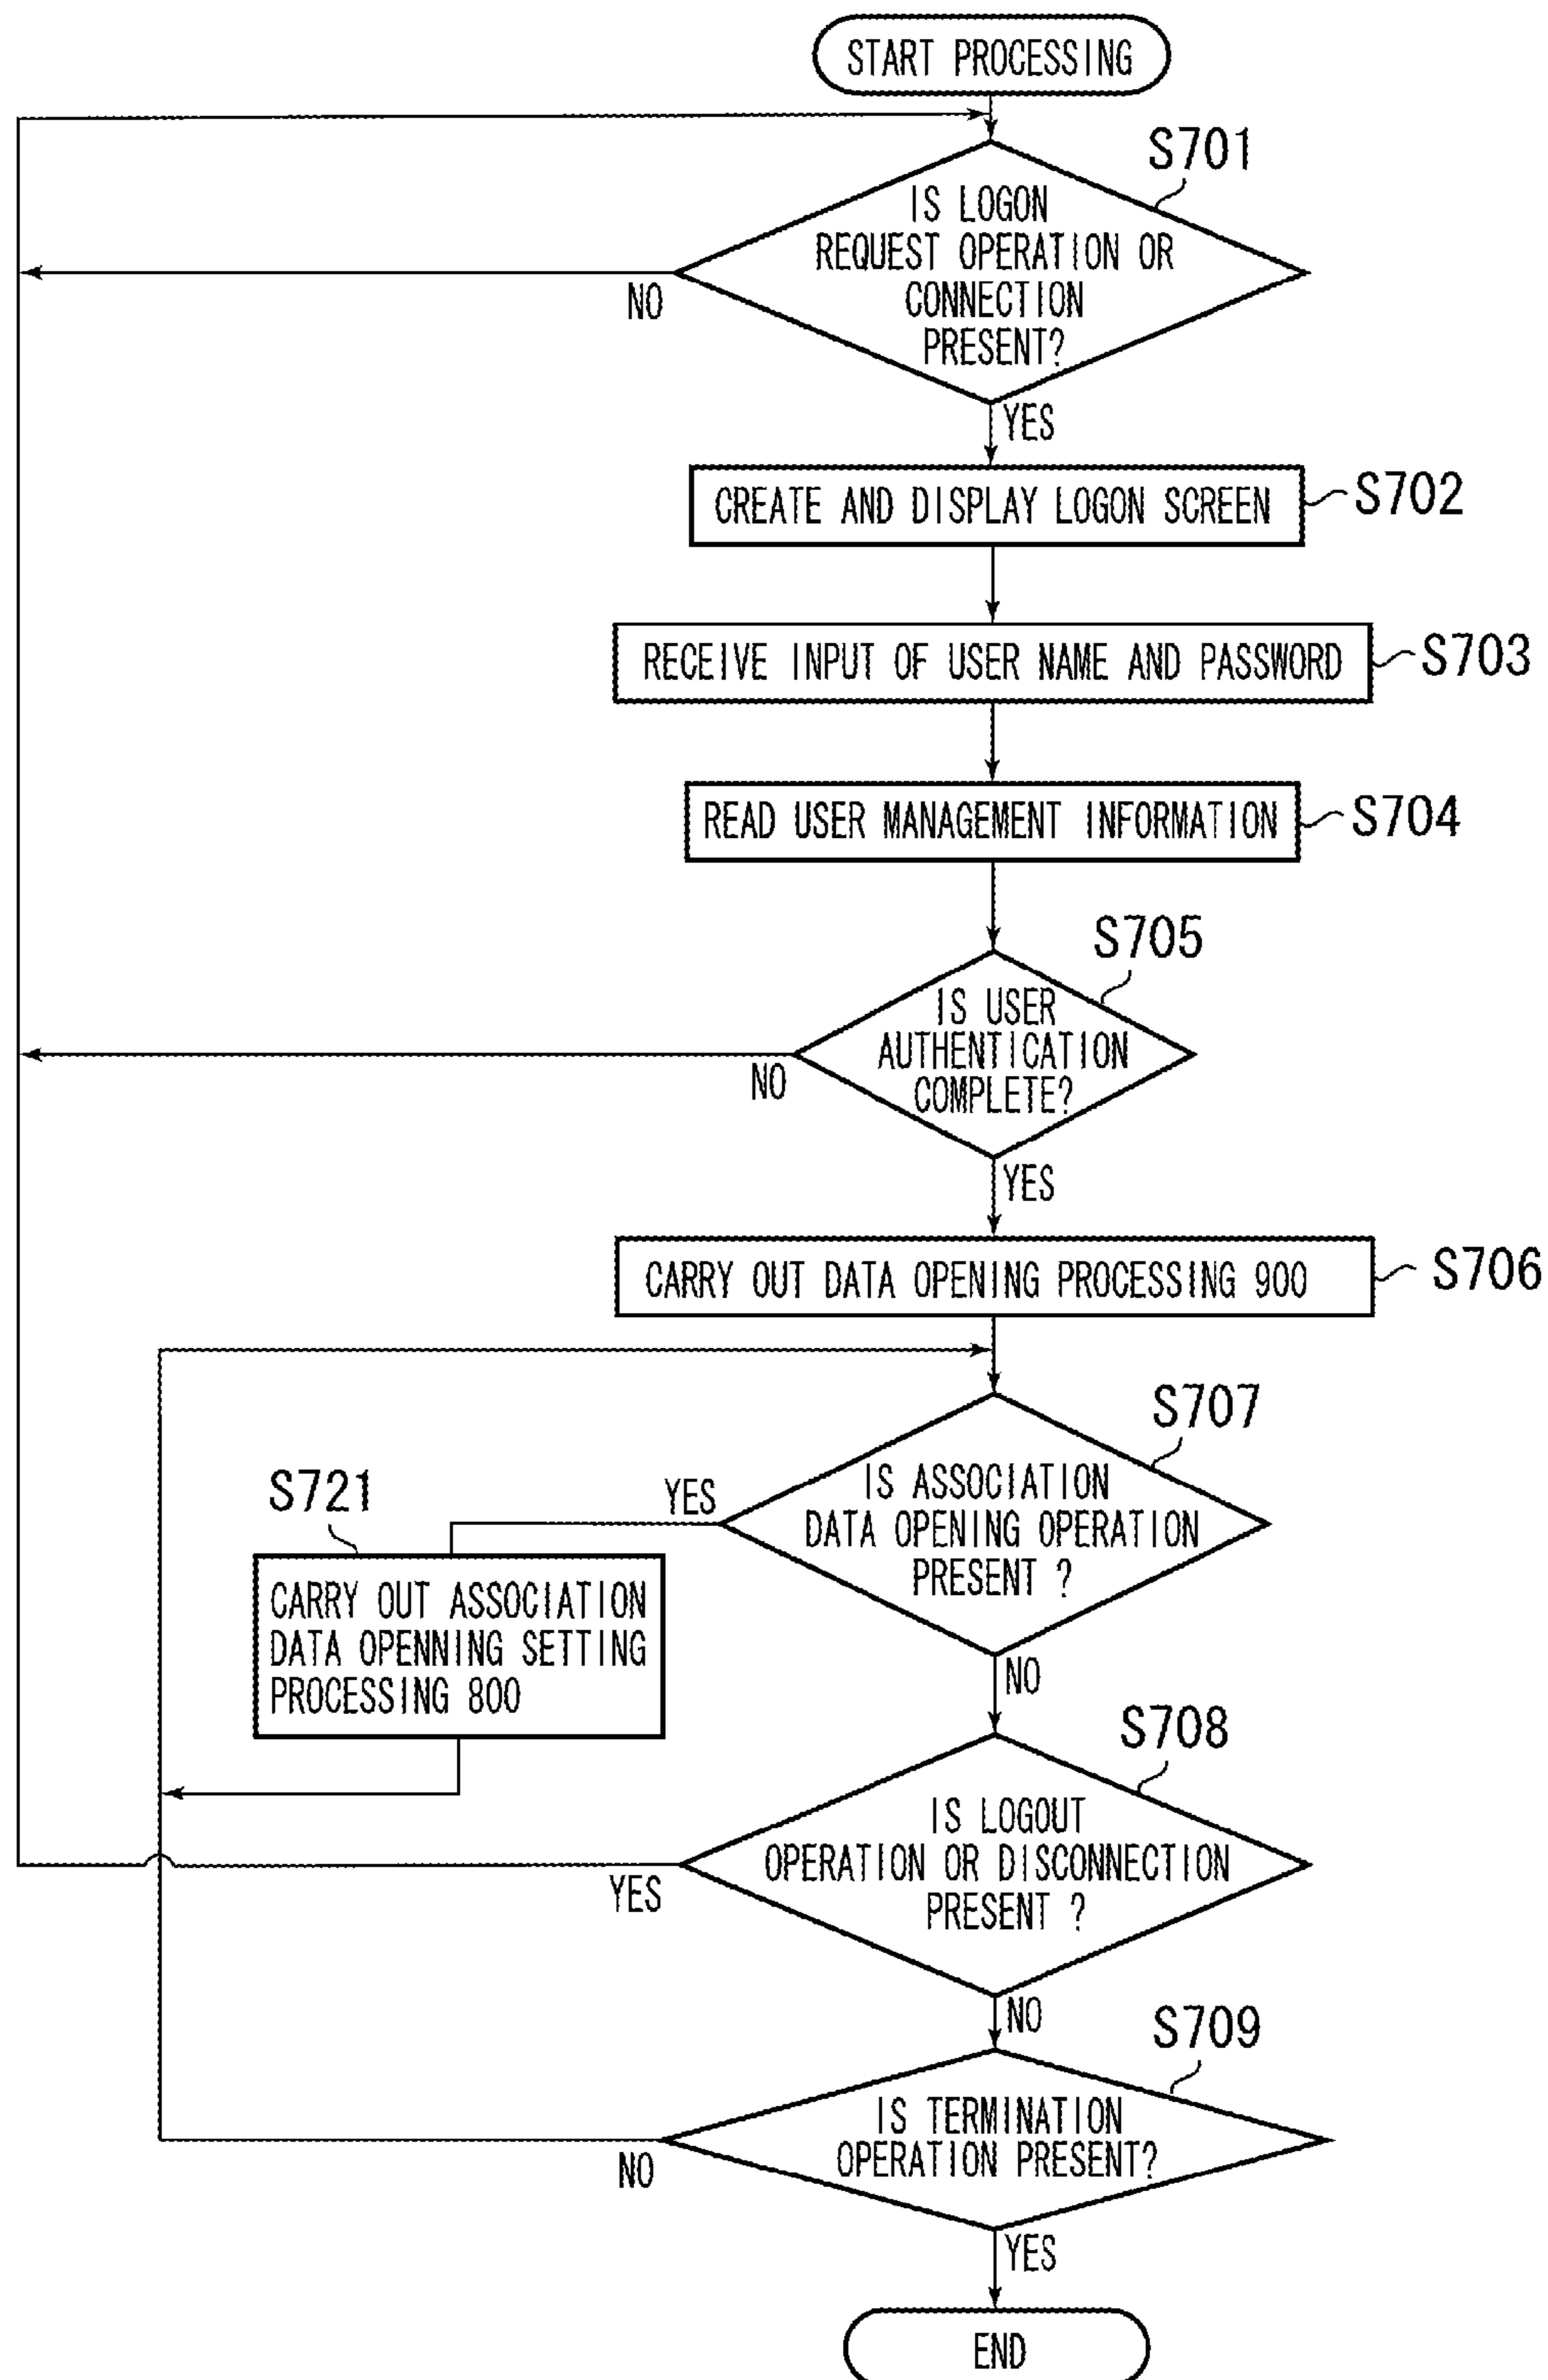 START PROCESSING
S701
IS LOGON
REQUEST OPERATION OR
CONNECTION
PRESENT?
NO
YES
CREATE AND DISPLAY LOGON SCREEN
S702
RECEIVE INPUT OF USER NAME AND PASSWORD
S703
READ USER MANAGEMENT INFORMATION
S704
S705
IS USER
AUTHENTICATION
COMPLETE?
NO
YES
CARRY OUT DATA OPENING PROCESSING 900
S706
S707
IS ASSOCIATION
DATA OPENING OPERATION
PRESENT ?
YES
S721
CARRY OUT ASSOCIATION
DATA OPENNING SETTING
PROCESSING 800
NO
S708
IS LOGOUT
OPERATION OR DISCONNECTION
PRESENT ?
YES
NO
S709
IS TERMINATION
OPERATION PRESENT?
NO
YES
END